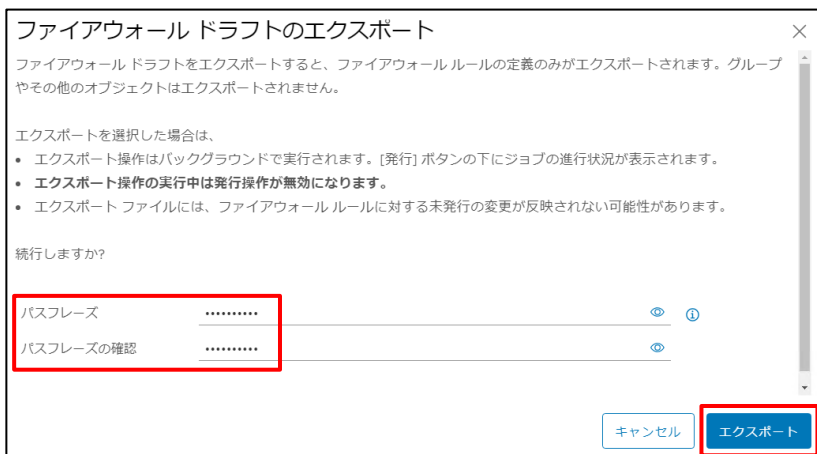 ファイアウォール ドラフトのエクスポート
ファイアウォール ドラフトをエクスポートすると、ファイアウォール ルールの定義のみがエクスポートされます。グループ
やその他のオブジェクトはエクスポートされません。
エクスポートを選択した場合は、
• エクスポート操作はバックグラウンドで実行されます。[発行] ボタンの下にジョブの進行状況が表示されます。
• エクスポート操作の実行中は発行操作が無効になります。
• エクスポート ファイルには、ファイアウォール ルールに対する未発行の変更が反映されない可能性があります。
続行しますか?
パスフレーズ ••••••••••
パスフレーズの確認 ••••••••••
キャンセル エクスポート